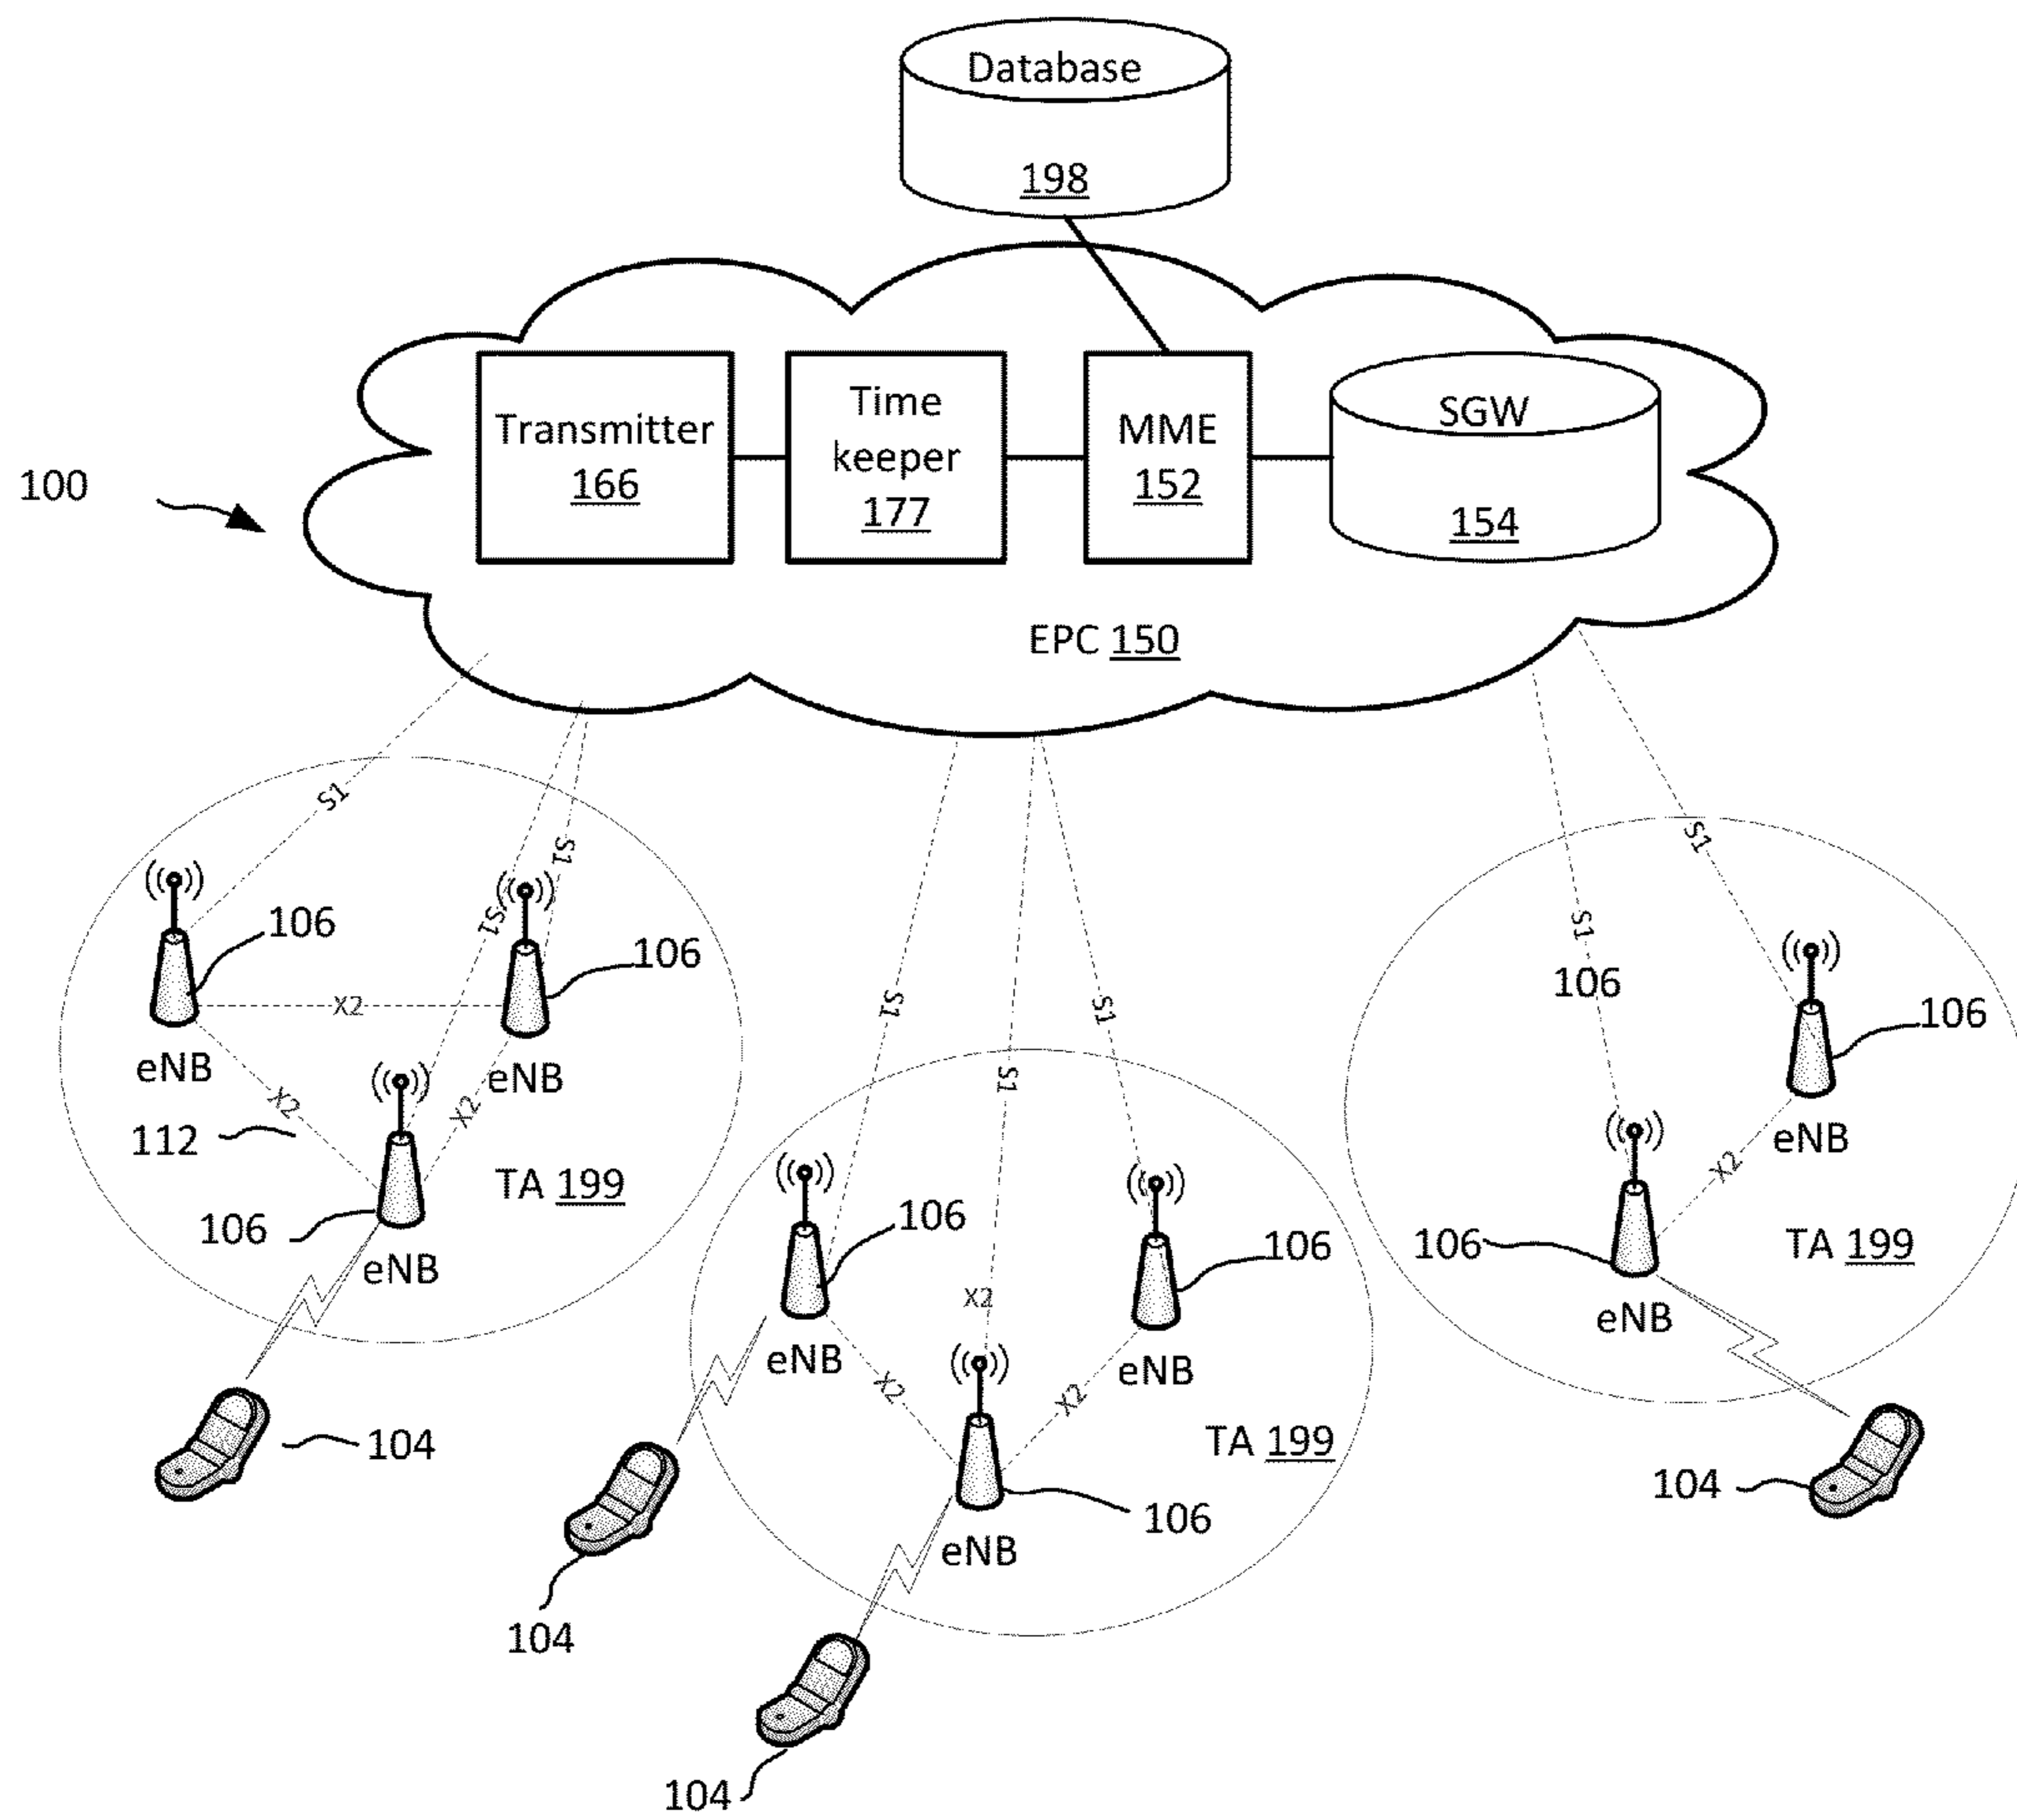 Database
198
Transmitter
166
Time
keeper
177
MME
152
SGW
154
100
EPC 150
S1
S1
S1
106
106
X2
eNB
eNB
X2
X2
112
TA 199
106
eNB
104
S1
S1
S1
106
106
X2
eNB
eNB
X2
X2
TA 199
106
eNB
104
104
S1
S1
106
106
eNB
X2
106
TA 199
eNB
104